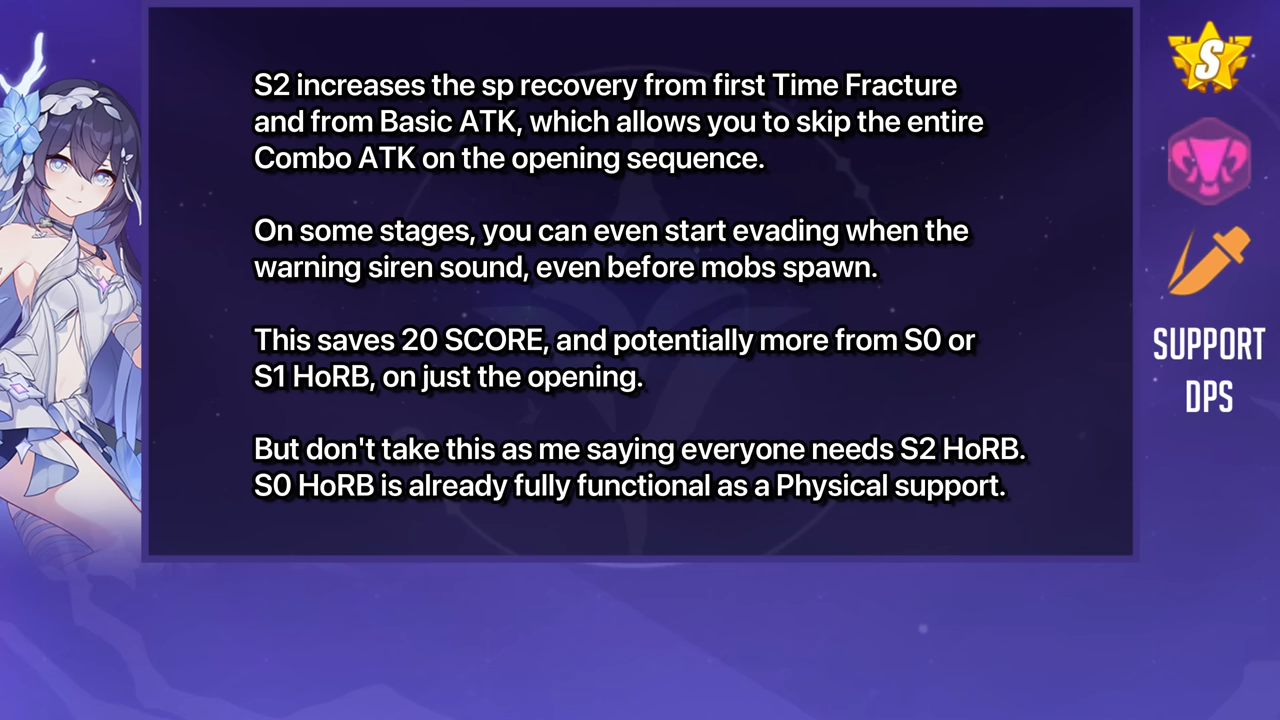 S2 increases the sp recovery from first Time Fracture
and from Basic ATK, which allows you to skip the entire
Combo ATK on the opening sequence.
On some stages, you can even start evading when the
warning siren sound, even before mobs spawn.
This saves 20 SCORE, and potentially more from S0 or
S1 HoRB, on just the opening.
But don't take this as me saying everyone needs S2 HoRB.
S0 HoRB is already fully functional as a Physical support.
S
SUPPORT
DPS